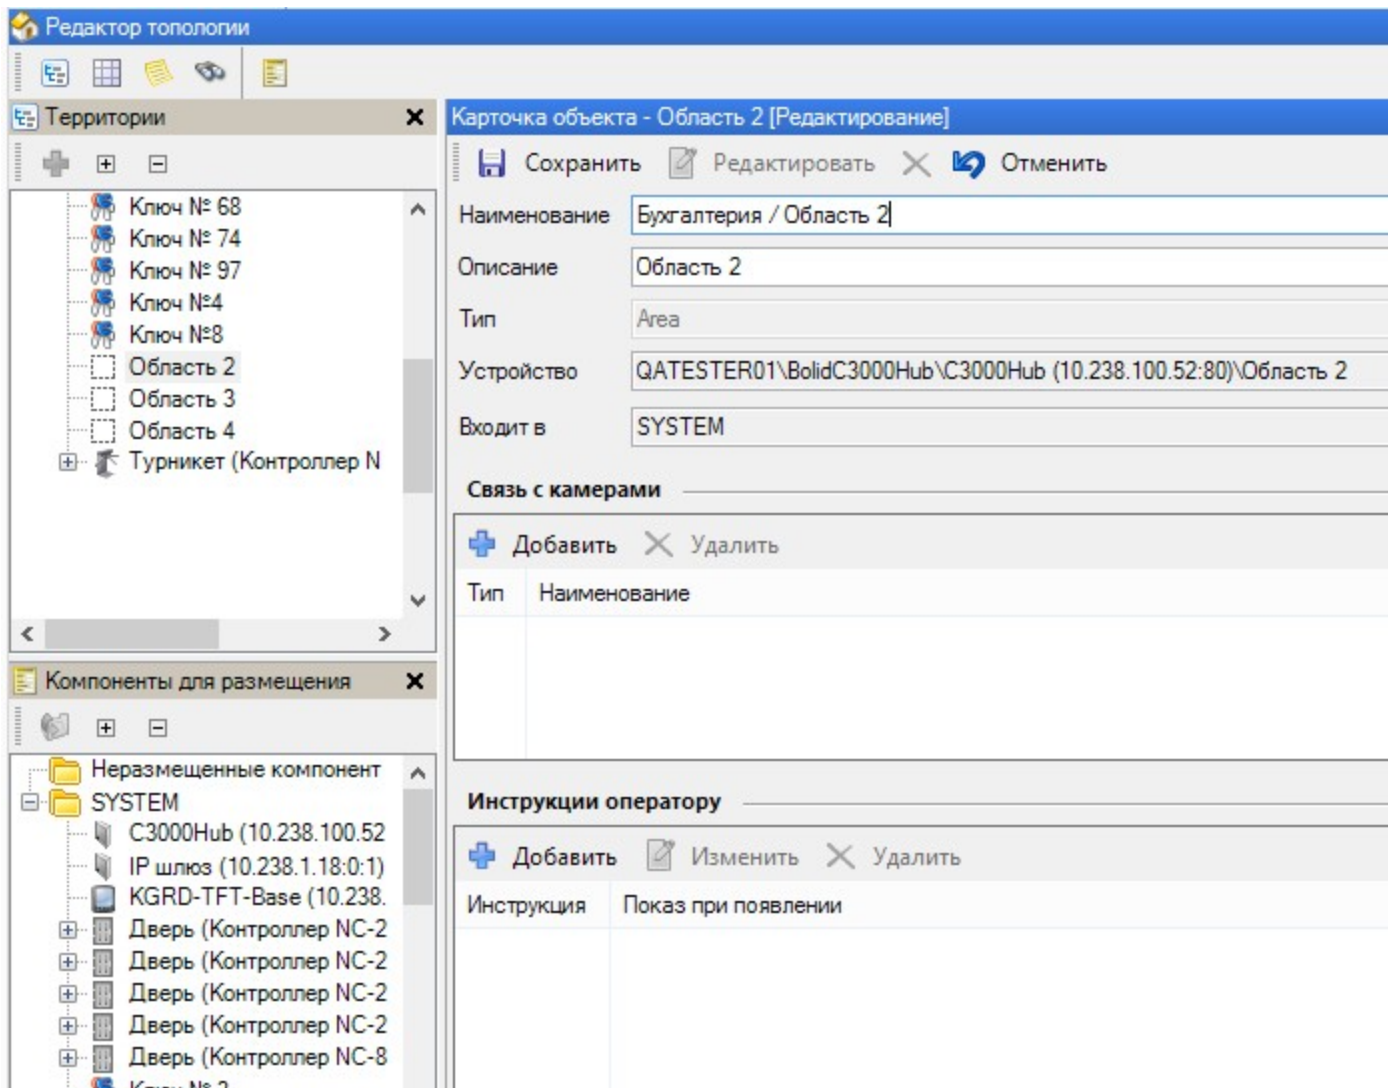 Редактор топологии
Территории
Ключ № 68
Ключ № 74
Ключ № 97
Ключ №4
Ключ №8
Область 2
Область 3
Область 4
Турникет (Контроллер N
Компоненты для размещения
Неразмещенные компонент
SYSTEM
C3000Hub (10.238.100.52
IP шлюз (10.238.1.18:0:1)
KGRD-TFT-Base (10.238.
Дверь (Контроллер NC-2
Дверь (Контроллер NC-2
Дверь (Контроллер NC-2
Дверь (Контроллер NC-2
Дверь (Контроллер NC-8
Ключ № 2
Карточка объекта - Область 2 [Редактирование]
Сохранить Редактировать Отменить
Наименование Бухгалтерия / Область 2
Описание Область 2
Тип Area
Устройство QATESTER01\BolidC3000Hub\C3000Hub (10.238.100.52:80)\Область 2
Входит в SYSTEM
Связь с камерами
Добавить Удалить
Тип Наименование
Инструкции оператору
Добавить Изменить Удалить
Инструкция Показ при появлении